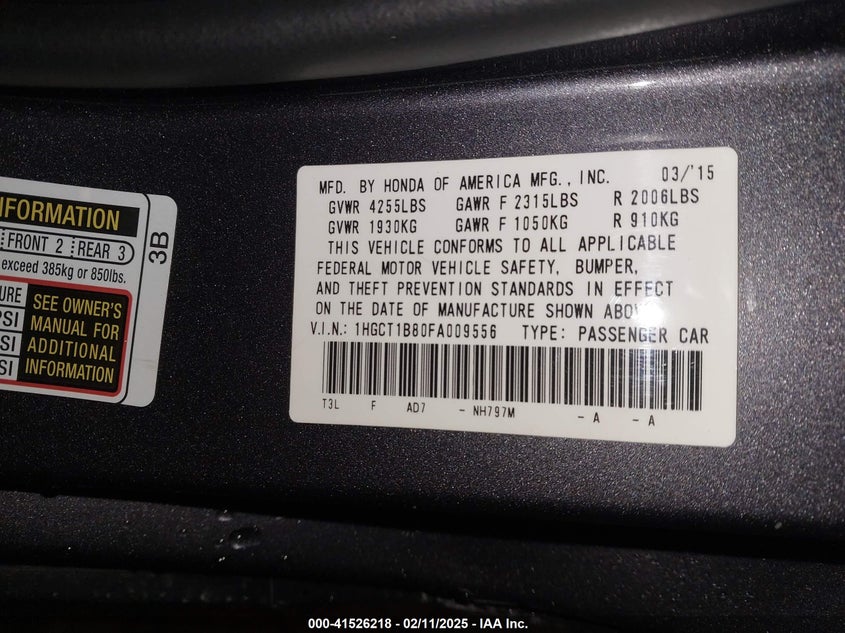 NFORMATION
FRONT 2 REAR 3
exceed 385kg or 850lbs.
URE
PSI
SI
SI
SEE OWNER'S
MANUAL FOR
ADDITIONAL
INFORMATION
3B
MFD. BY HONDA OF AMERICA MFG., INC. 03/'15
GVWR 4255LBS GAWR F 2315LBS R 2006LBS
GVWR 1930KG GAWR F 1050KG R 910KG
THIS VEHICLE CONFORMS TO ALL APPLICABLE
FEDERAL MOTOR VEHICLE SAFETY, BUMPER,
AND THEFT PREVENTION STANDARDS IN EFFECT
ON THE DATE OF MANUFACTURE SHOWN ABOV
V.I.N.: 1HGCT1B80FA009556 TYPE: PASSENGER CAR
T3L F AD7 - NH797M - A - A
000-41526218 - 02/11/2025 - IAA Inc.